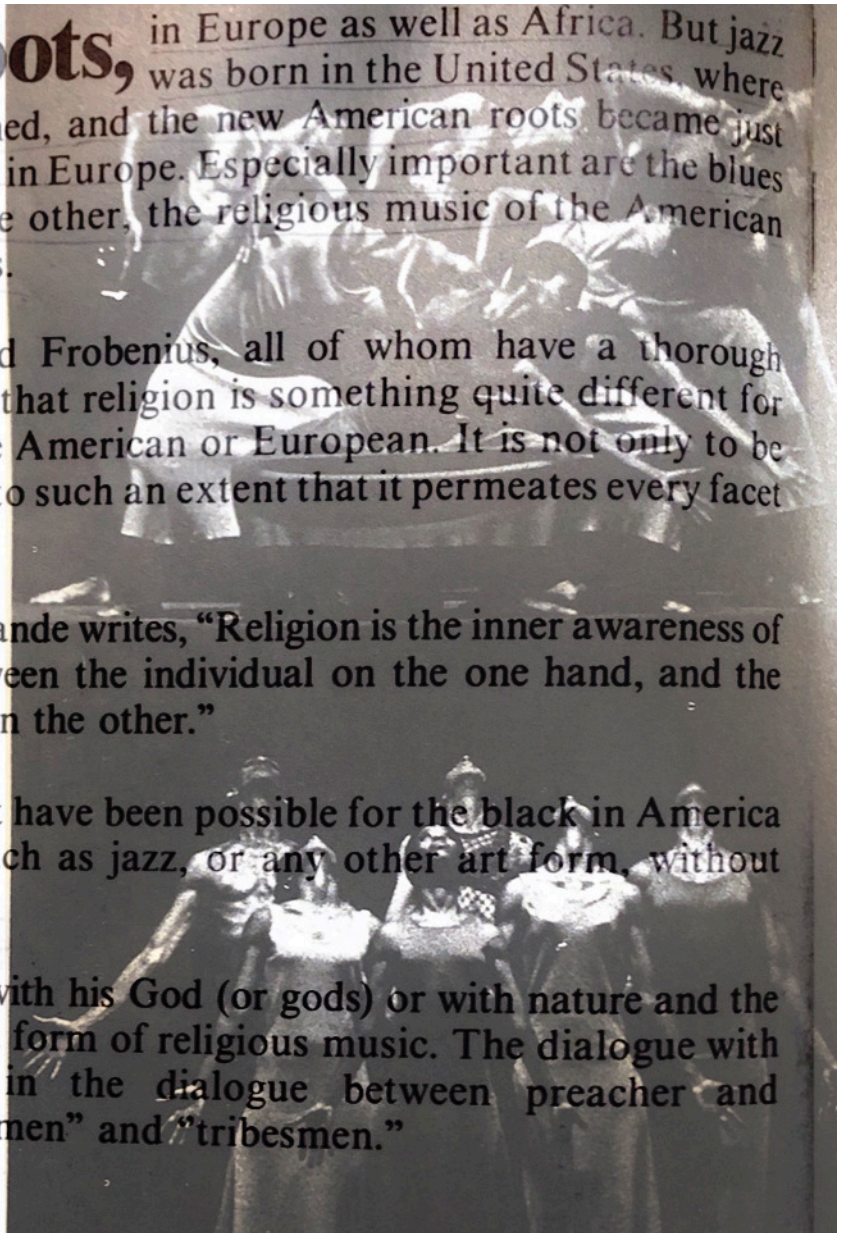 ots, in Europe as well as Africa. But jazz
was born in the United States, where
ed, and the new American roots became just
in Europe. Especially important are the blues
e other, the religious music of the American
s.
d Frobenius, all of whom have a thorough
that religion is something quite different for
American or European. It is not only to be
o such an extent that it permeates every facet
ande writes, “Religion is the inner awareness of
een the individual on the one hand, and the
n the other.”
have been possible for the black in America
ch as jazz, or any other art form, without
with his God (or gods) or with nature and the
form of religious music. The dialogue with
in the dialogue between preacher and
men” and “tribesmen.”